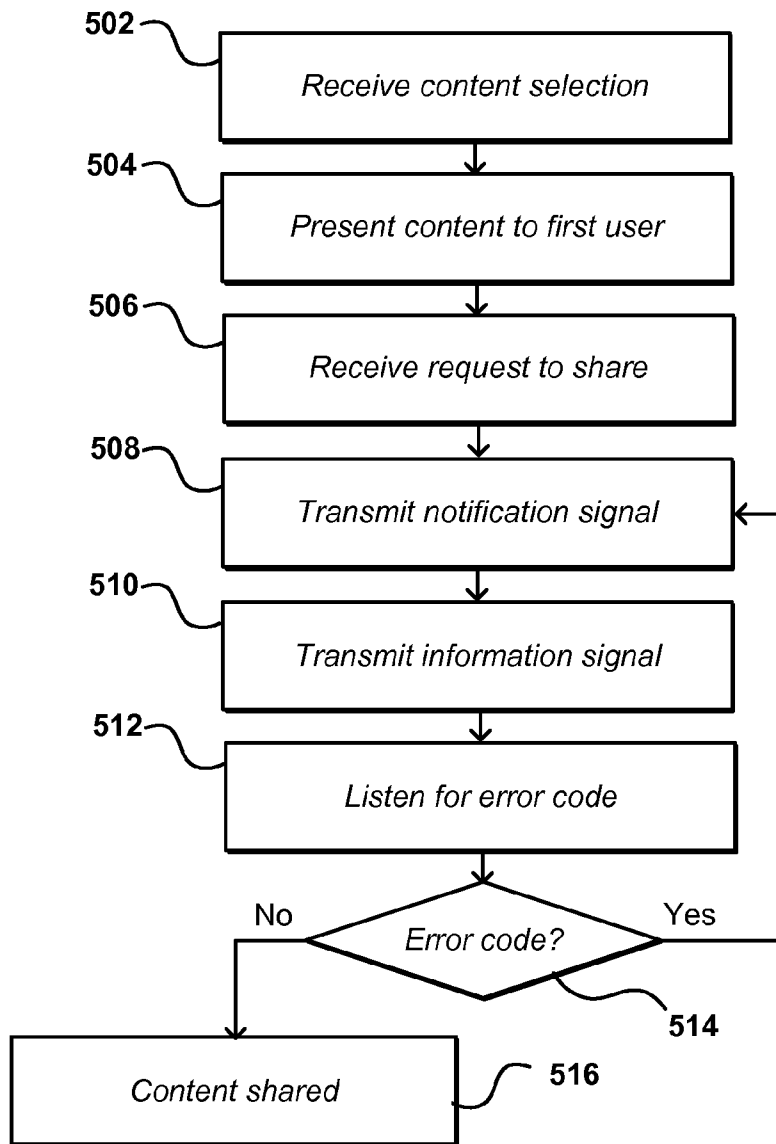 502
Receive content selection
504
Present content to first user
506
Receive request to share
508
Transmit notification signal
510
Transmit information signal
512
Listen for error code
No
Error code?
Yes
514
Content shared
516